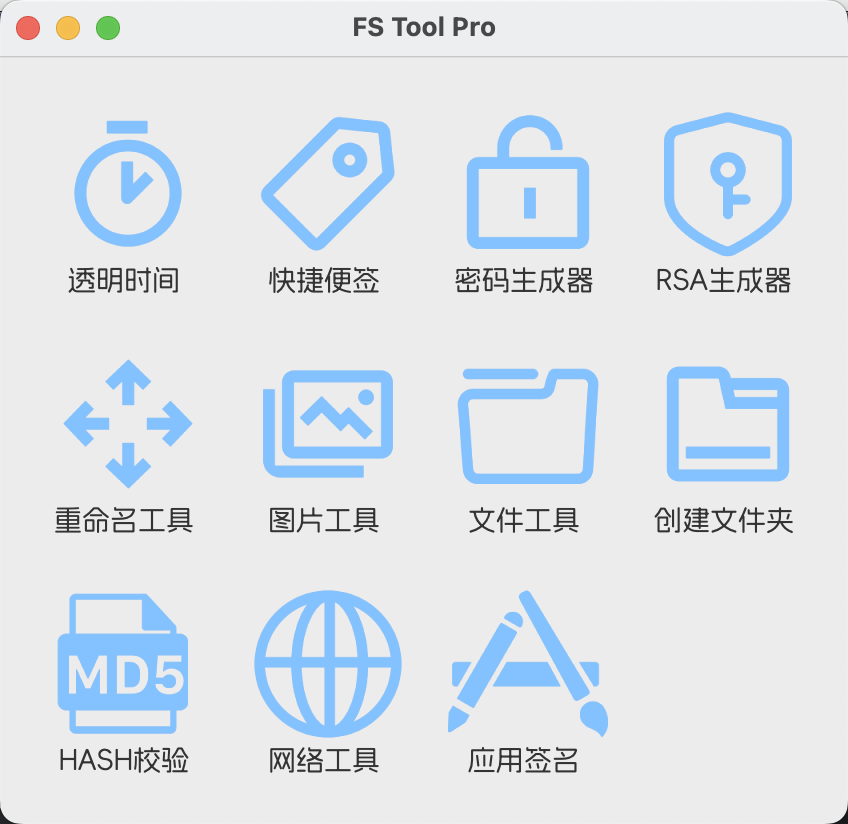 FS Tool Pro
透明时间
快捷便签
密码生成器
RSA生成器
重命名工具
图片工具
文件工具
创建文件夹
MD5
HASH校验
网络工具
应用签名